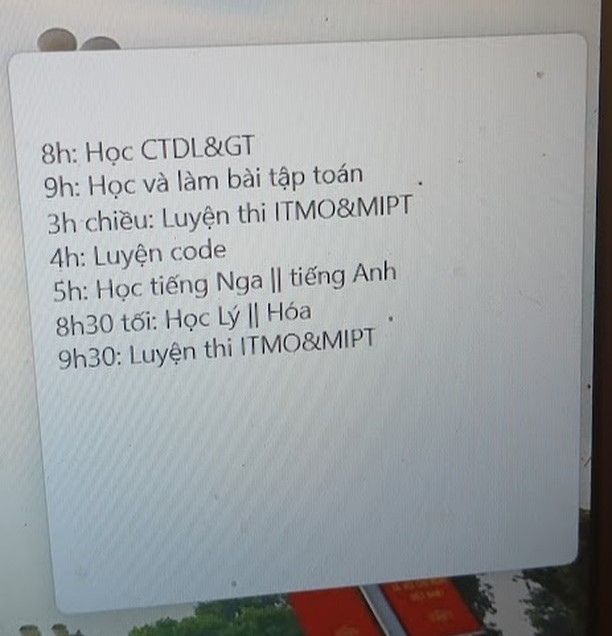 8h: Học CTDL&GT
9h: Học và làm bài tập toán
3h chiều: Luyện thi ITMO&MIPT
4h: Luyện code
5h: Học tiếng Nga || tiếng Anh
8h30 tối: Học Lý || Hóa
9h30: Luyện thi ITMO&MIPT